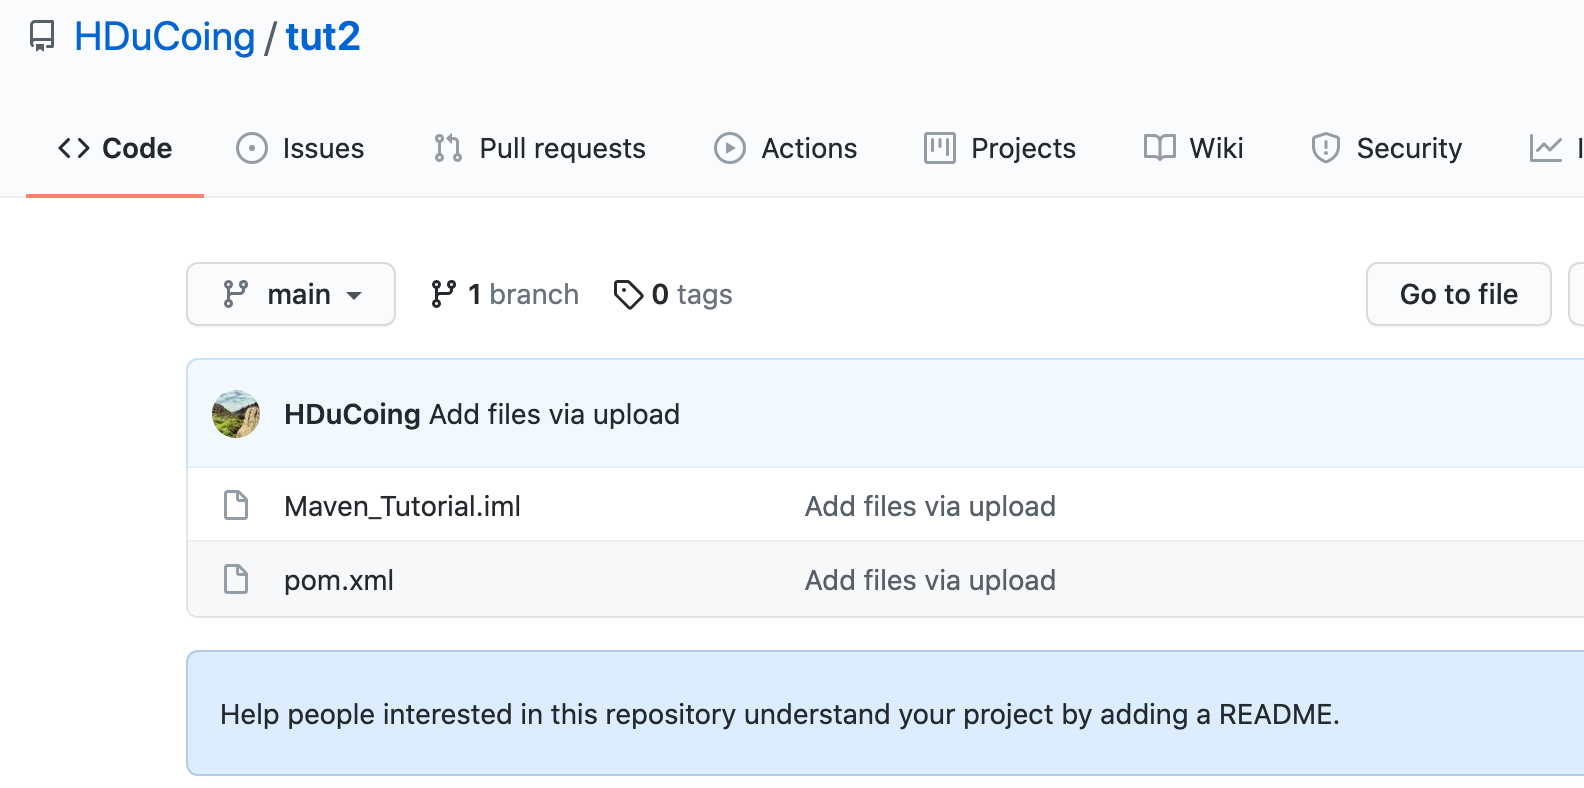 HDuCoing / tut2
Code Issues Pull requests Actions Projects Wiki Security
main 1 branch 0 tags Go to file
HDuCoing Add files via upload
Maven_Tutorial.iml Add files via upload
pom.xml Add files via upload
Help people interested in this repository understand your project by adding a README.